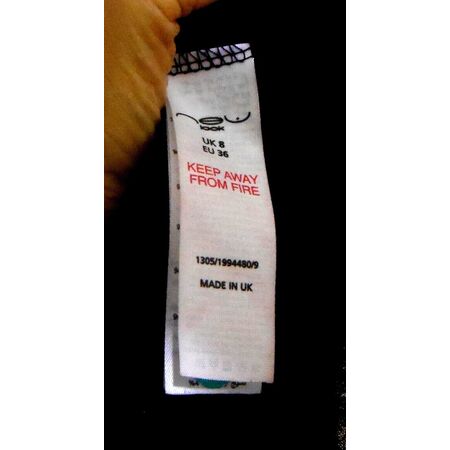 new
look
UK 8
EU 36
KEEP AWAY
FROM FIRE
1305/1994480/9
MADE IN UK